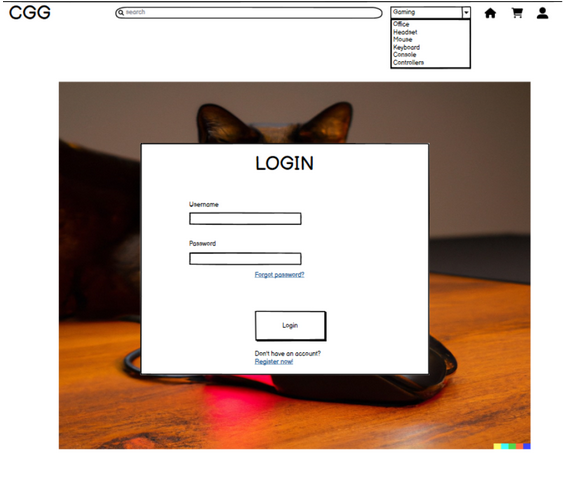 CGG
search
Gaming
Office
Headset
Mouse
Keyboard
Console
Controllers
LOGIN
Username
Password
Forgot password?
Login
Don't have an account?
Register now!